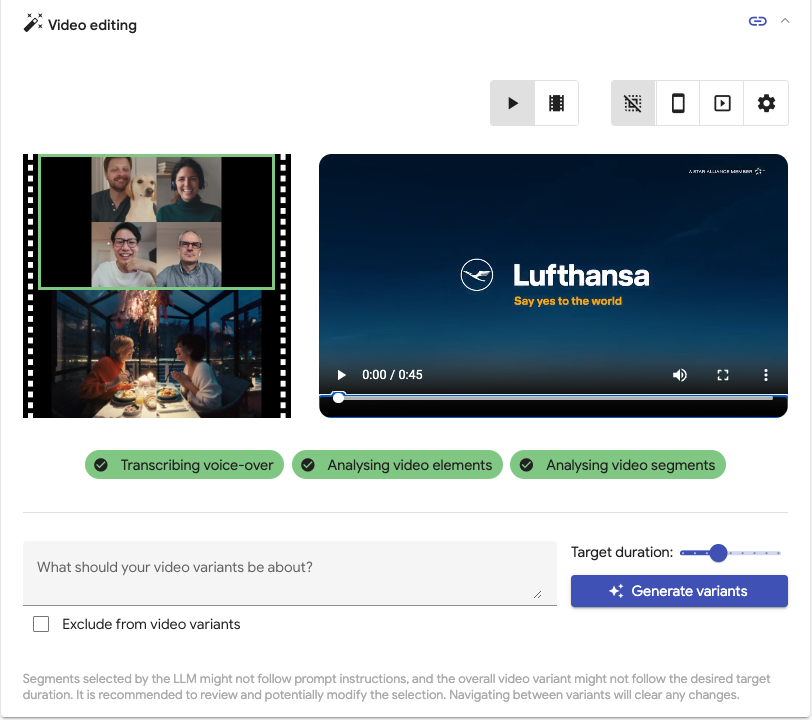 Video editing
A STAR ALLIANCE MEMBER
Lufthansa
Say yes to the world
0:00 / 0:45
Transcribing voice-over
Analysing video elements
Analysing video segments
What should your video variants be about?
Target duration:
Generate variants
Exclude from video variants
Segments selected by the LLM might not follow prompt instructions, and the overall video variant might not follow the desired target
duration. It is recommended to review and potentially modify the selection. Navigating between variants will clear any changes.